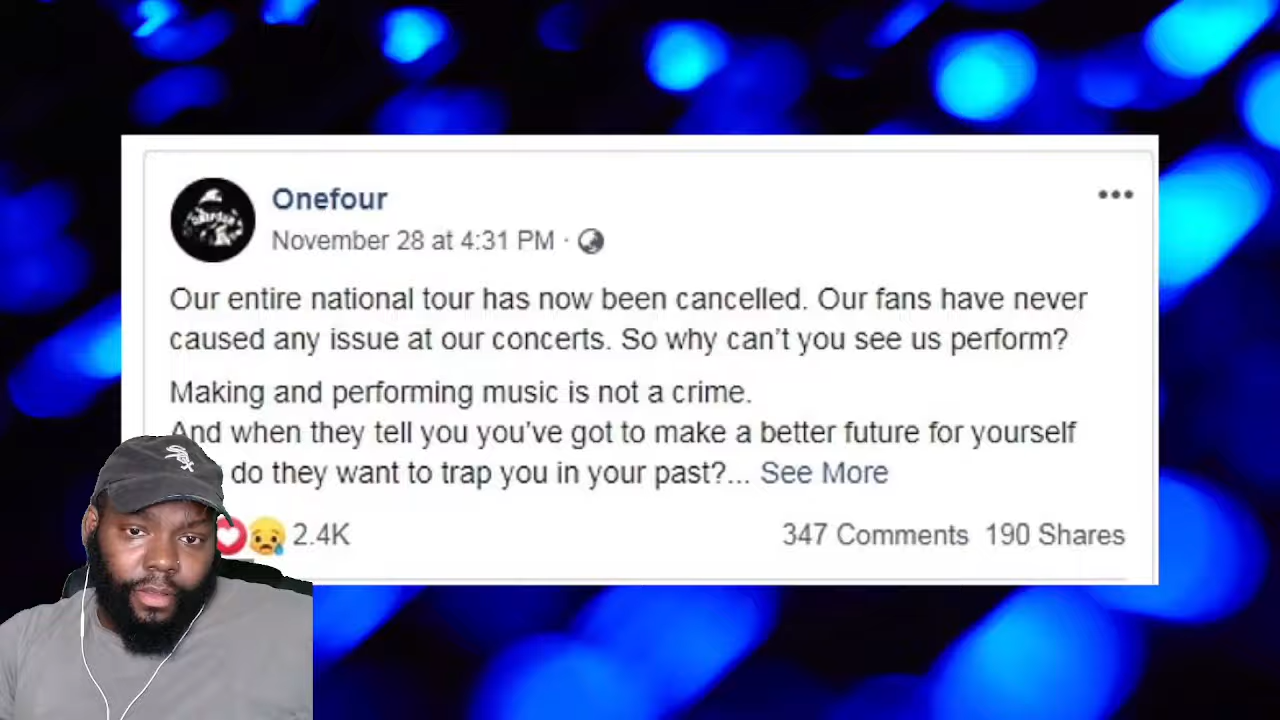 Onefour
November 28 at 4:31 PM ·
Our entire national tour has now been cancelled. Our fans have never
caused any issue at our concerts. So why can't you see us perform?
Making and performing music is not a crime.
And when they tell you you've got to make a better future for yourself
do they want to trap you in your past?... See More
2.4K
347 Comments 190 Shares